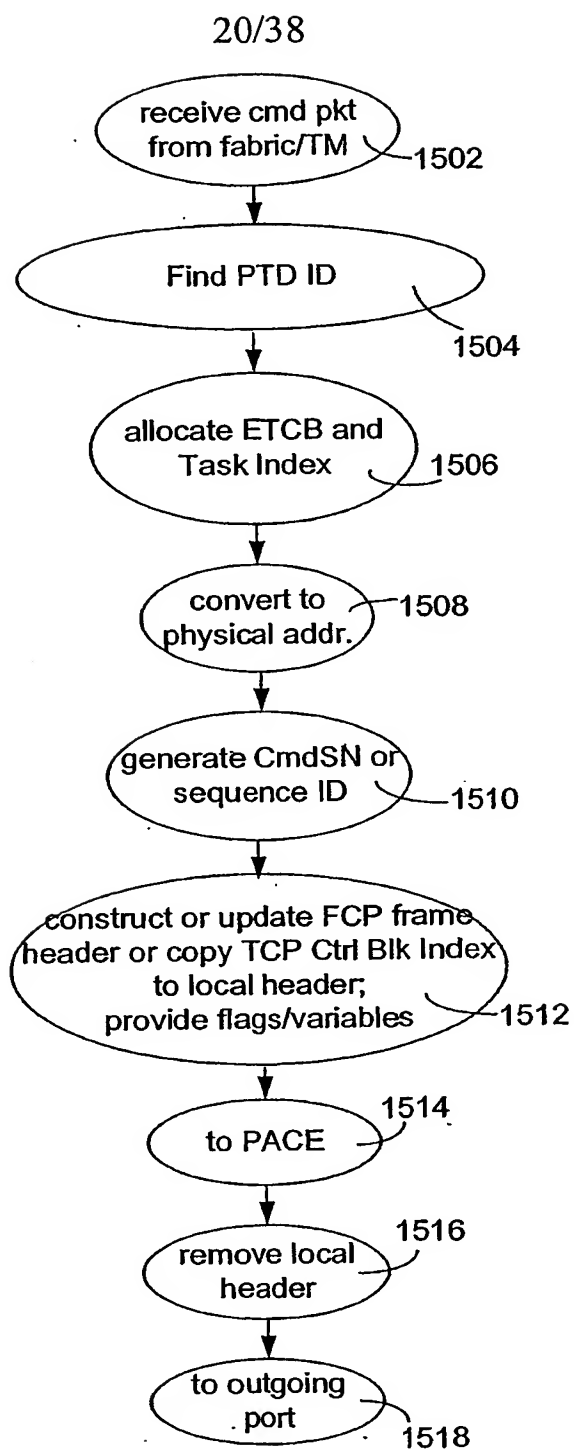 20/38
receive cmd pkt
from fabric/TM
1502
Find PTD ID
1504
allocate ETCB and
Task Index
1506
convert to
physical addr.
1508
generate CmdSN or
sequence ID
1510
construct or update FCP frame
header or copy TCP Ctrl Blk Index
to local header;
provide flags/variables
1512
to PACE
1514
remove local
header
1516
to outgoing
port
1518